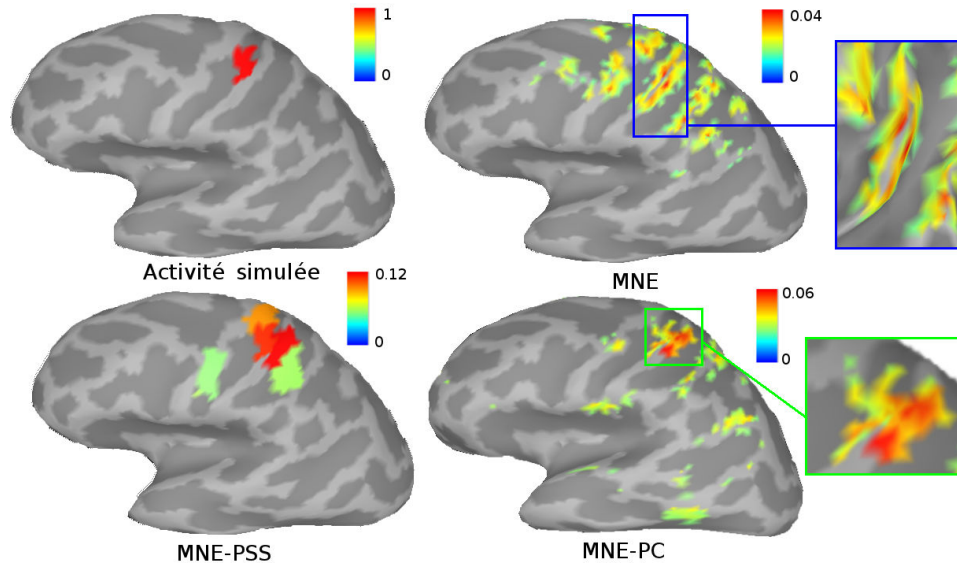 1
0
Activité simulée
0.04
0
MNE
0.12
0
MNE-PSS
0.06
0
MNE-PC